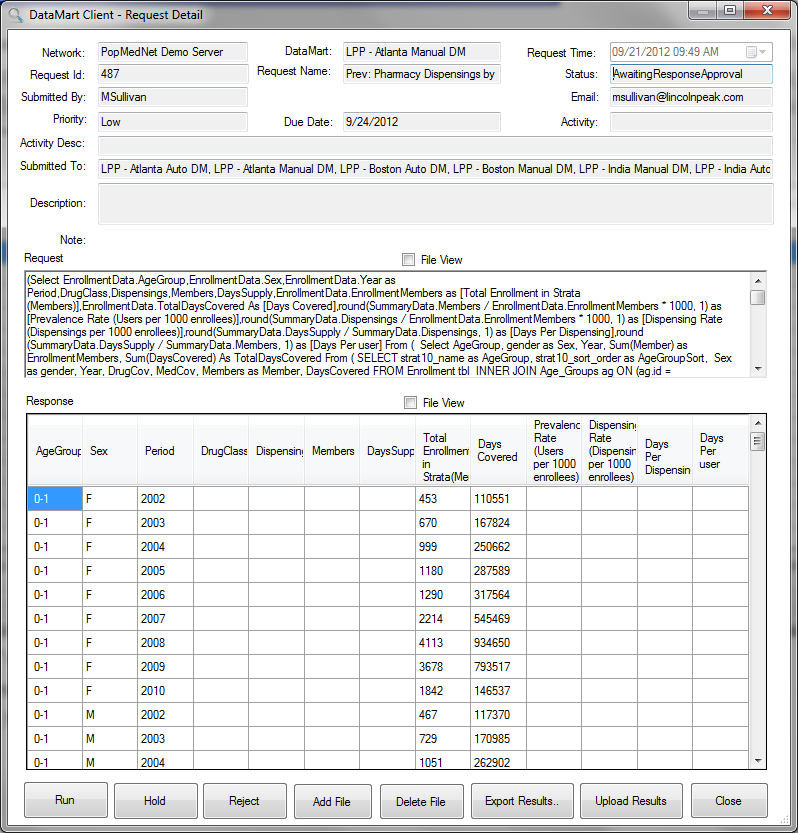 DataMart Client - Request Detail
Network: PopMedNet Demo Server DataMart: LPP - Atlanta Manual DM Request Time: 09/21/2012 09:49 AM
Request Id: 487 Request Name: Prev: Pharmacy Dispensings by Status: AwaitingResponseApproval
Submitted By: MSullivan Email: msullivan@lincolnpeak.com
Priority: Low Due Date: 9/24/2012 Activity:
Activity Desc:
Submitted To: LPP - Atlanta Auto DM, LPP - Atlanta Manual DM, LPP - Boston Auto DM, LPP - Boston Manual DM, LPP - India Manual DM, LPP - India Auto
Description:
Note:
Request File View
(Select EnrollmentData.AgeGroup,EnrollmentData.Sex,EnrollmentData.Year as
Period,DrugClass,Dispensings,Members,DaysSupply,EnrollmentData.EnrollMembers as [Total Enrollment in Strata
(Members)],EnrollmentData.TotalDaysCovered As [Days Covered],round(SummaryData.Members / EnrollmentData.EnrollMembers * 1000, 1) as
[Prevalence Rate (Users per 1000 enrollees)],round(SummaryData.Dispensings / EnrollmentData.EnrollMembers * 1000, 1) as [Dispensing Rate
(Dispensings per 1000 enrollees)],round(SummaryData.DaysSupply / SummaryData.Dispensings, 1) as [Days Per Dispensing],round
(SummaryData.DaysSupply / SummaryData.Members, 1) as [Days Per user] From ( Select AgeGroup, gender as Sex, Year, Sum(Member) as
EnrollMembers, Sum(DaysCovered) As TotalDaysCovered From ( SELECT strat10_name as AgeGroup, strat10_sort_order as AgeGroupSort, Sex
as gender, Year, DrugCov, MedCov, Members as Member, DaysCovered FROM Enrollment tbl INNER JOIN Age_Groups ag ON (ag.id =
Response File View
AgeGroup Sex Period DrugClass Dispensing Members DaysSupp Total Enrollment in Strata(Me Days Covered Prevalenc Rate (Users per 1000 enrollees) Dispensing Rate (Dispensin per 1000 enrollees) Days Per Dispensin Days Per user
0-1 F 2002 453 110551
0-1 F 2003 670 167824
0-1 F 2004 999 250662
0-1 F 2005 1180 287589
0-1 F 2006 1290 317564
0-1 F 2007 2214 545469
0-1 F 2008 4113 934650
0-1 F 2009 3678 793517
0-1 F 2010 1842 146537
0-1 M 2002 467 117370
0-1 M 2003 729 170985
0-1 M 2004 1051 262902
Run Hold Reject Add File Delete File Export Results.. Upload Results Close